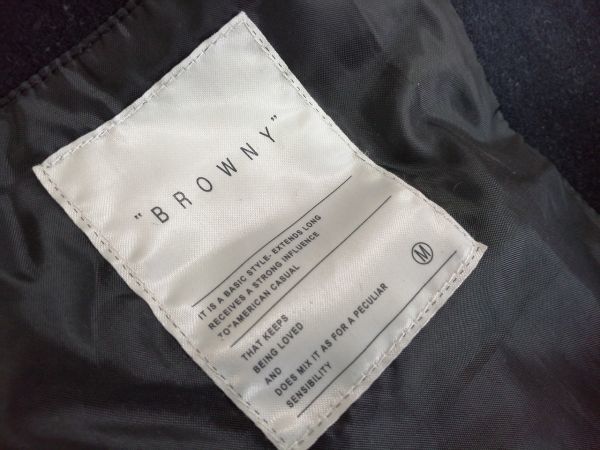 "BROWNY"
IT IS A BASIC STYLE- EXTENDS LONG
RECEIVES A STRONG INFLUENCE
TO"AMERICAN CASUAL
THAT KEEPS
BEING LOVED
AND
DOES MIX IT AS FOR A PECULIAR
SENSIBILITY
M